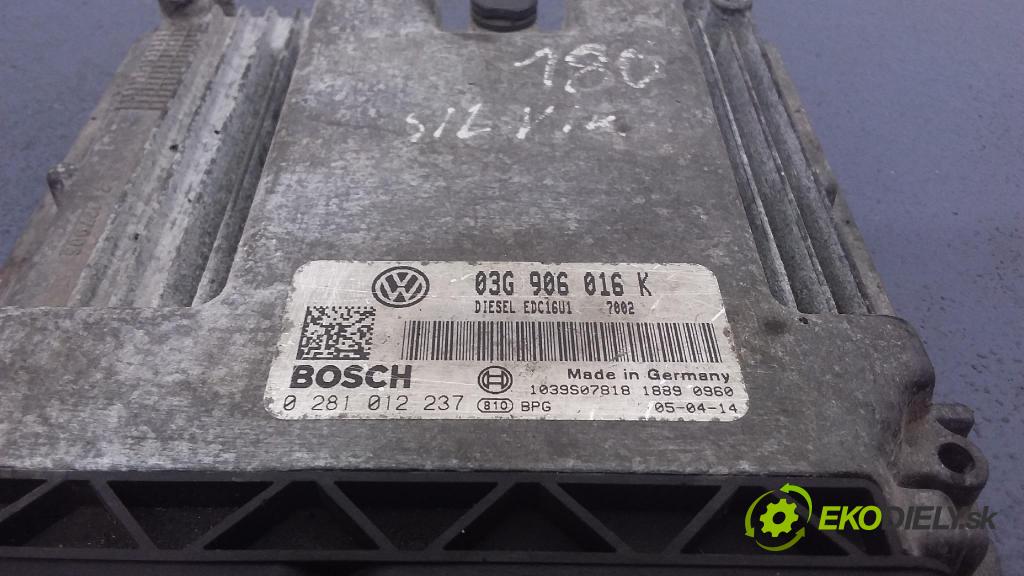 180
SILVIA
03G 906 016 K
DIESEL EDC16U1 7002
BOSCH
Made in Germany
1039S07818 1889 0960
0 281 012 237 810 BPG 05-04-14
EKODIELY.sk